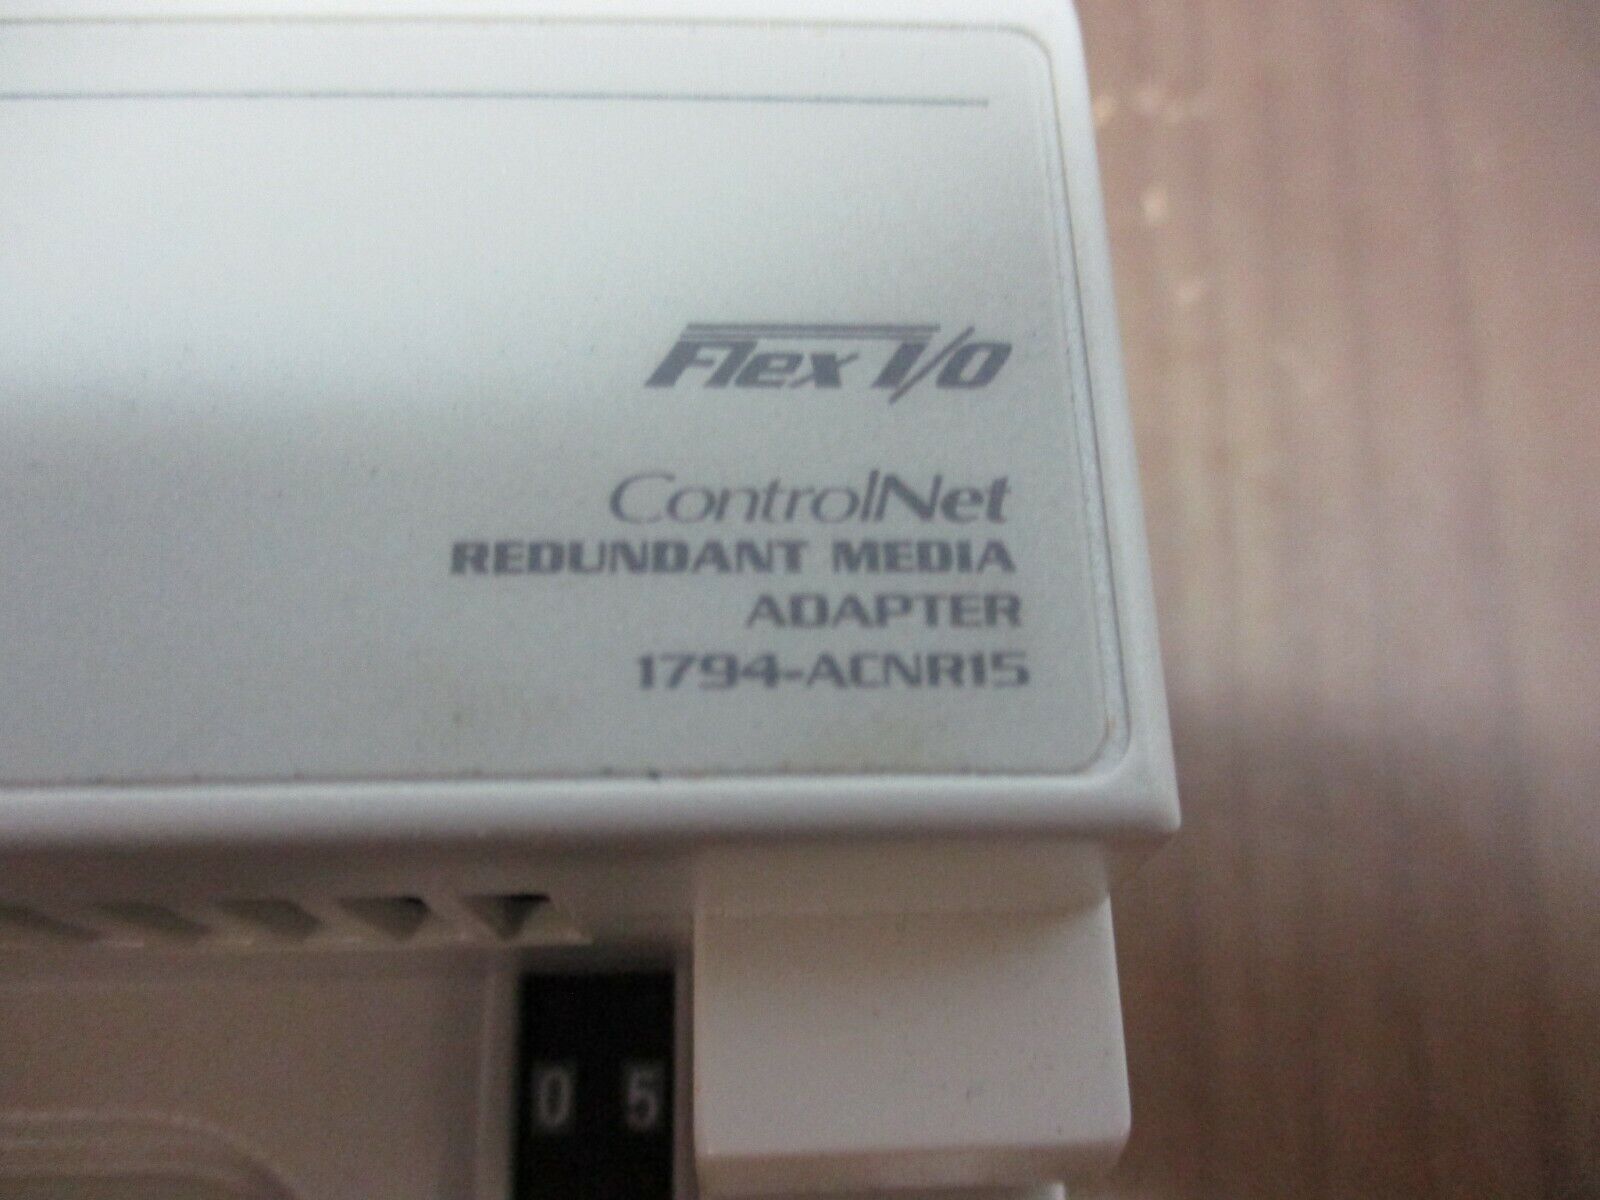 Flex I/O
ControlNet
REDUNDANT MEDIA
ADAPTER
1794-ACNR15
0 5